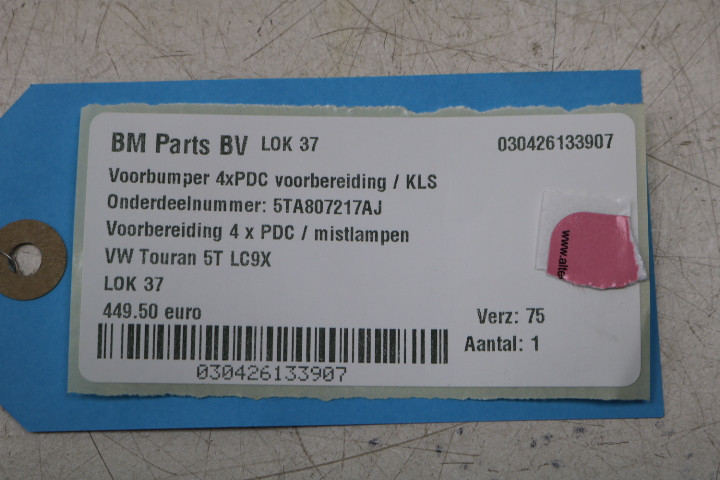 BM Parts BV LOK 37 030426133907
Voorbumper 4xPDC voorbereiding / KLS
Onderdeelnummer: 5TA807217AJ
Voorbereiding 4 x PDC / mistlampen
VW Touran 5T LC9X
LOK 37
449.50 euro
Verz: 75
Aantal: 1
030426133907